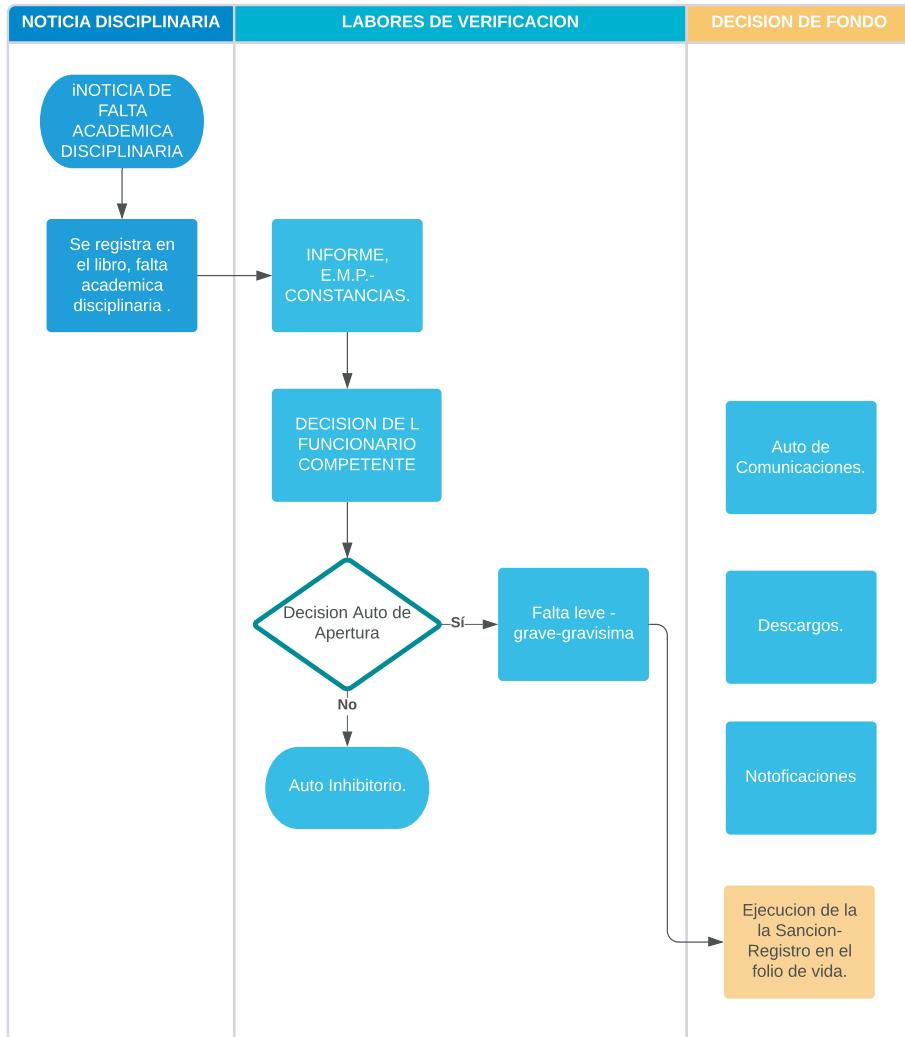 NOTICIA DISCIPLINARIA
LABORES DE VERIFICACION
DECISION DE FONDO
iNOTICIA DE
FALTA
ACADEMICA
DISCIPLINARIA
Se registra en
el libro, falta
academica
disciplinaria .
INFORME,
E.M.P.-
CONSTANCIAS.
DECISION DE L
FUNCIONARIO
COMPETENTE
Decision Auto de
Apertura
Sí
Falta leve -
grave-gravisima
No
Auto Inhibitorio.
Auto de
Comunicaciones.
Descargos.
Notoficaciones
Ejecucion de la
la Sancion-
Registro en el
folio de vida.